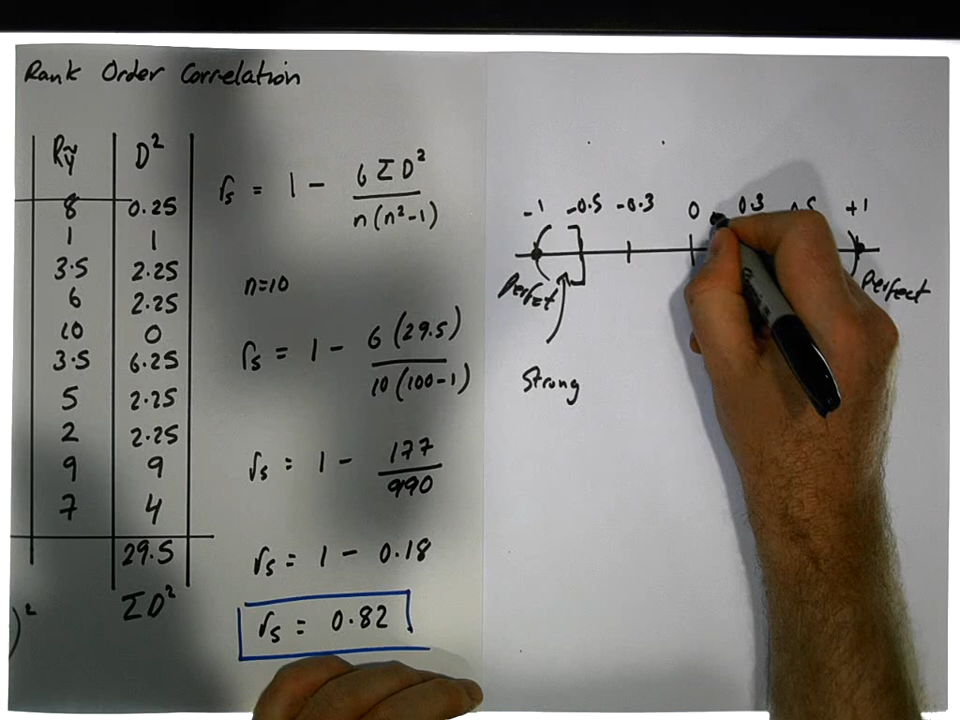 Rank Order Correlation
Rỹ D²
8 0.25
1 1
3.5 2.25
6 2.25
10 0
3.5 6.25
5 2.25
2 2.25
9 9
7 4
29.5
)² ΣD²
rs = 1 - 6ΣD² / n(n²-1)
n=10
rs = 1 - 6(29.5) / 10(100-1)
rs = 1 - 177 / 990
rs = 1 - 0.18
rs = 0.82
-1 -0.5 -0.3 0 0.3 +1
Perfect Perfect
Strong